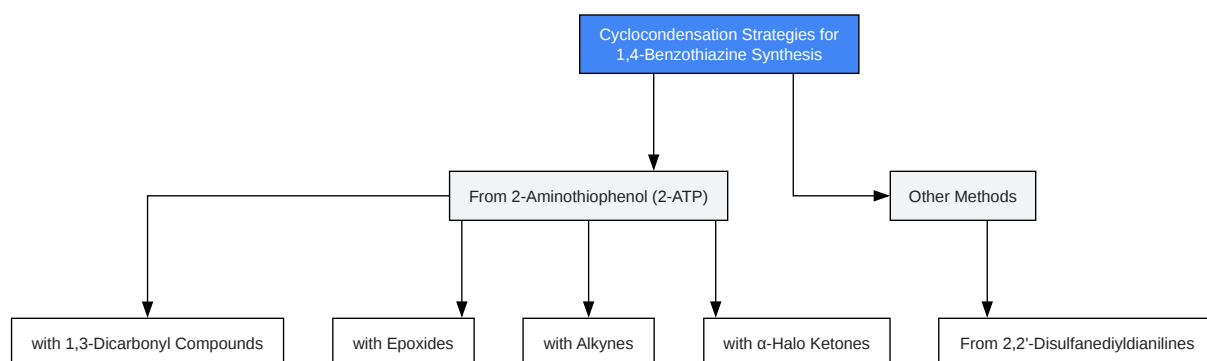 Cyclocondensation Strategies for
1,4-Benzothiazine Synthesis
From 2-Aminothiophenol (2-ATP)
Other Methods
with 1,3-Dicarbonyl Compounds
with Epoxides
with Alkynes
with α-Halo Ketones
From 2,2'-Disulfanediyldianilines